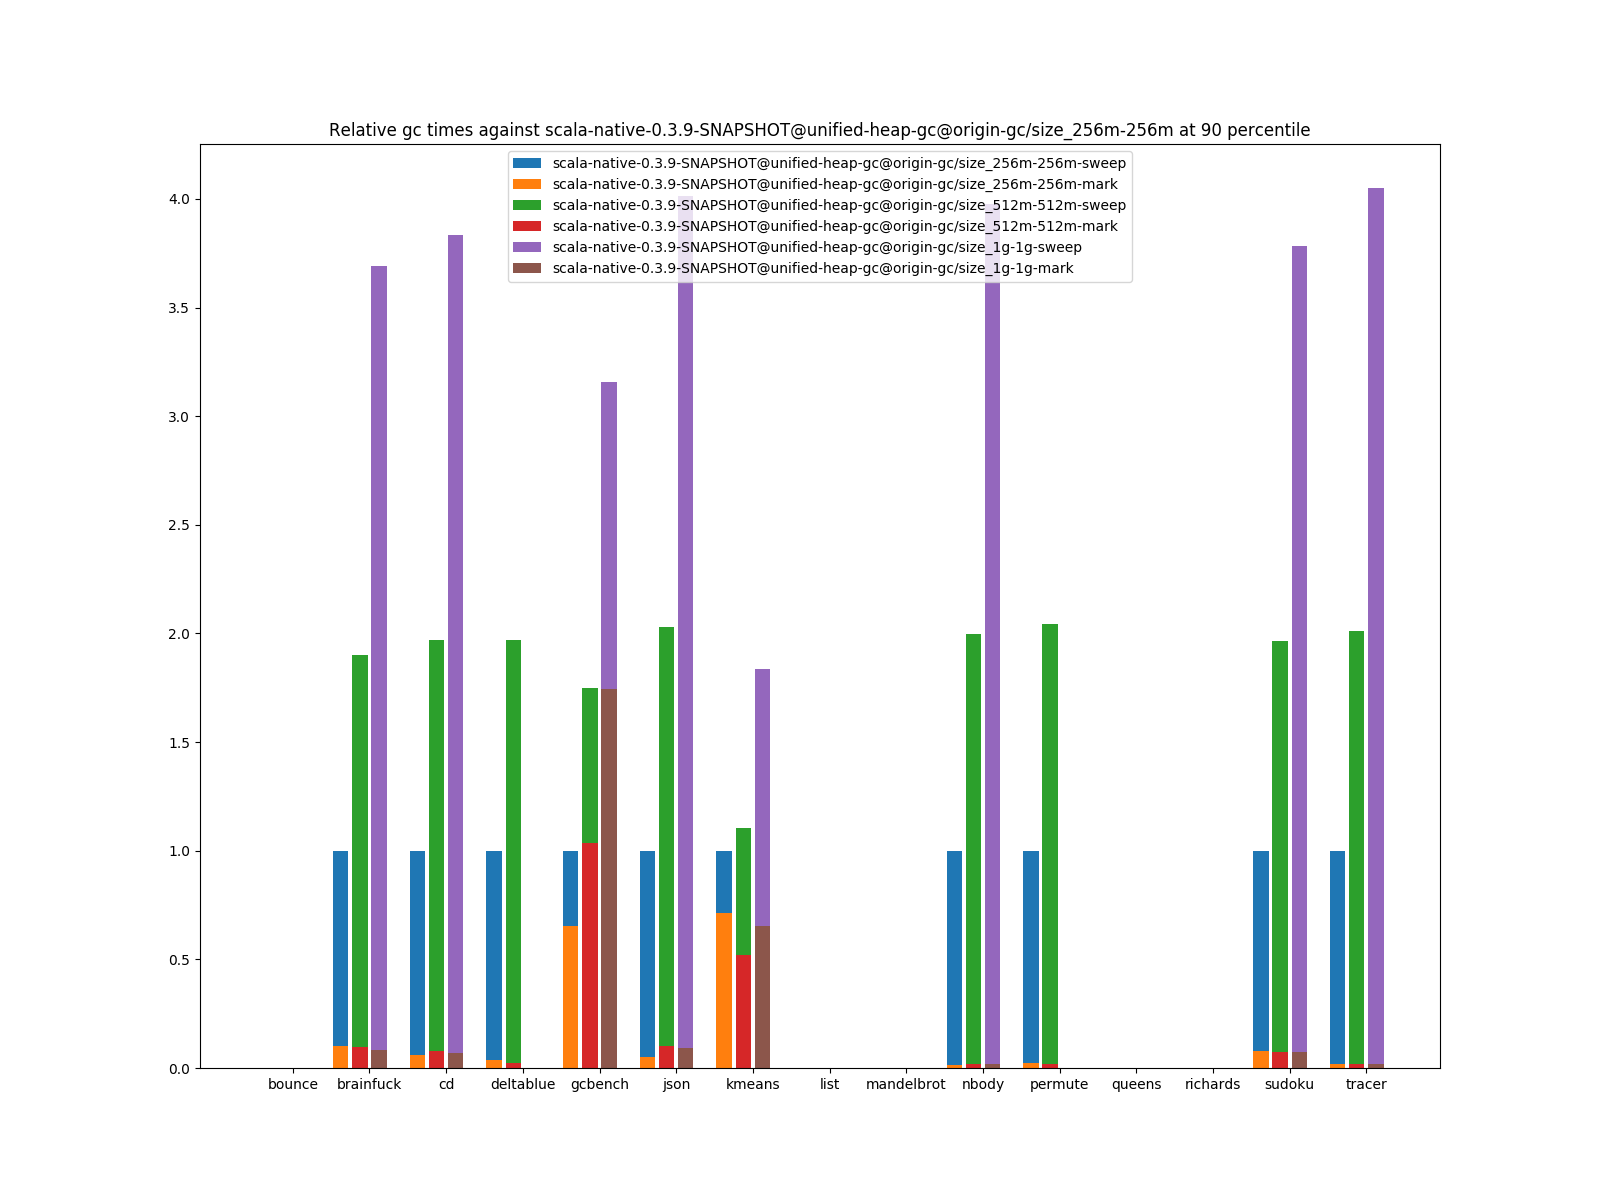 Relative gc times against scala-native-0.3.9-SNAPSHOT@unified-heap-gc@origin-gc/size_256m-256m at 90 percentile
scala-native-0.3.9-SNAPSHOT@unified-heap-gc@origin-gc/size_256m-256m-sweep
scala-native-0.3.9-SNAPSHOT@unified-heap-gc@origin-gc/size_256m-256m-mark
scala-native-0.3.9-SNAPSHOT@unified-heap-gc@origin-gc/size_512m-512m-sweep
scala-native-0.3.9-SNAPSHOT@unified-heap-gc@origin-gc/size_512m-512m-mark
scala-native-0.3.9-SNAPSHOT@unified-heap-gc@origin-gc/size_1g-1g-sweep
scala-native-0.3.9-SNAPSHOT@unified-heap-gc@origin-gc/size_1g-1g-mark
4.0
3.5
3.0
2.5
2.0
1.5
1.0
0.5
0.0
bounce brainfuck cd deltablue gcbench json kmeans list mandelbrot nbody permute queens richards sudoku tracer